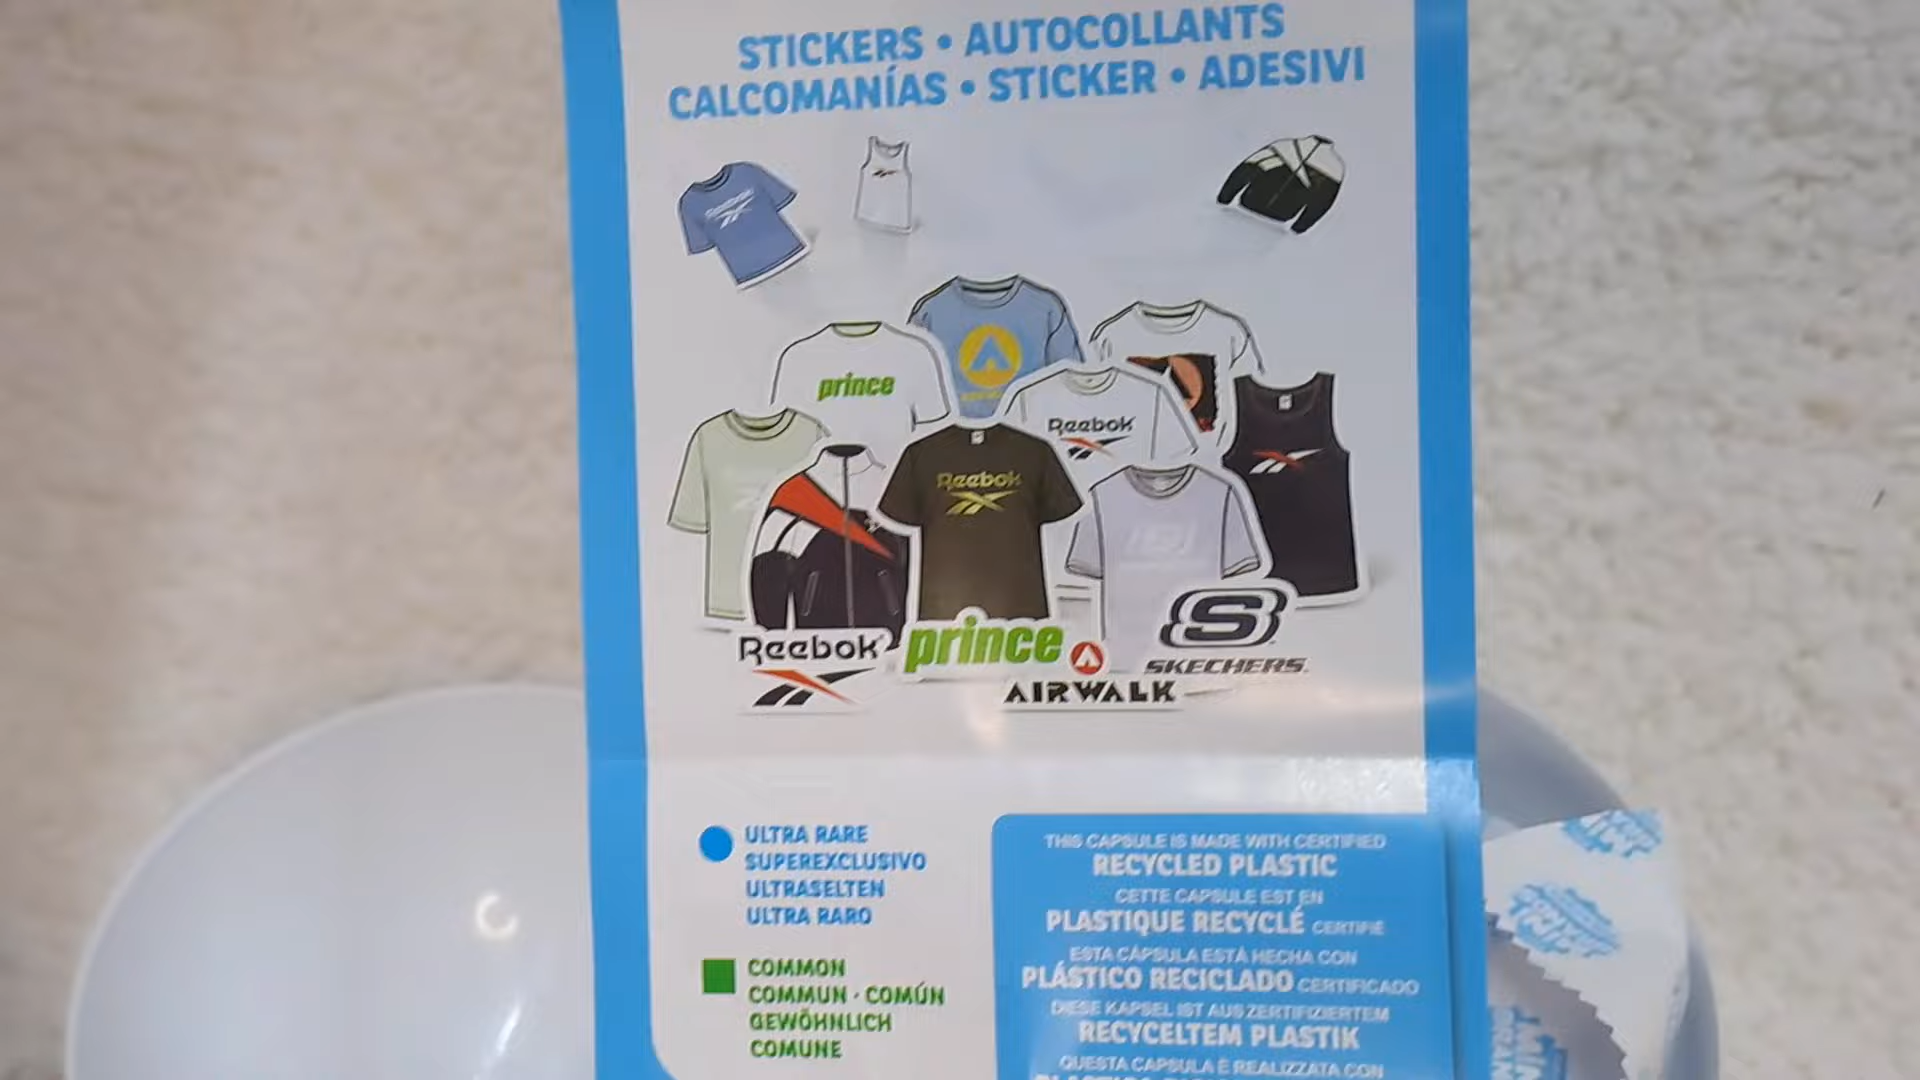 STICKERS • AUTOCOLLANTS
CALCOMANÍAS • STICKER • ADESIVI
Reebok
prince
Reebok
Reebok
Reebok
prince
AIRWALK
SKECHERS
ULTRA RARE
SUPEREXCLUSIVO
ULTRASELTEN
ULTRA RARO
COMMON
COMMUN · COMÚN
GEWÖHNLICH
COMUNE
THIS CAPSULE IS MADE WITH CERTIFIED
RECYCLED PLASTIC
CETTE CAPSULE EST EN
PLASTIQUE RECYCLÉ CERTIFIÉ
ESTA CÁPSULA ESTÁ HECHA CON
PLÁSTICO RECICLADO CERTIFICADO
DIESE KAPSEL IST AUS ZERTIFIZIERTEM
RECYCELTEM PLASTIK
QUESTA CAPSULA È REALIZZATA CON